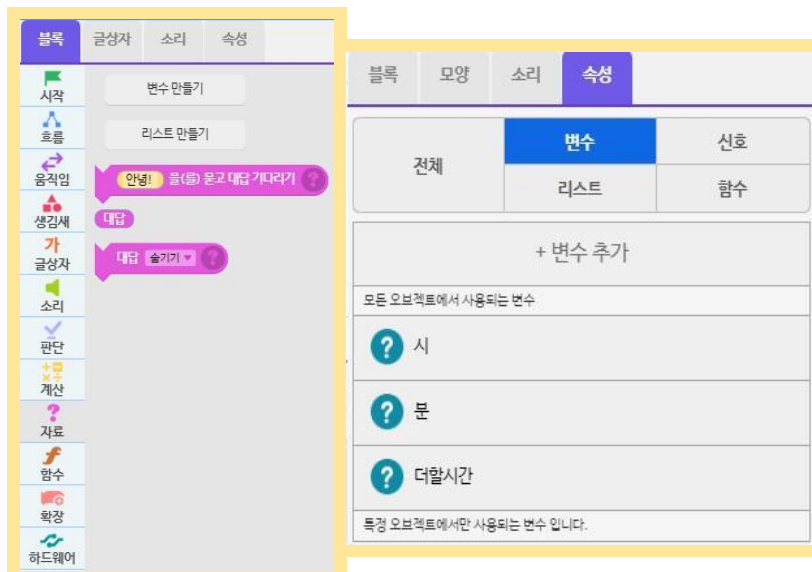 블록 글상자 소리 속성
시작
흐름
움직임
생김새
글상자
소리
판단
계산
자료
함수
확장
하드웨어
변수 만들기
리스트 만들기
안녕! 을(를) 묻고 대답 기다리기
대답
대답 숨기기
블록 모양 소리 속성
전체 변수 신호
리스트 함수
+ 변수 추가
모든 오브젝트에서 사용되는 변수
시
분
더할시간
특정 오브젝트에서만 사용되는 변수 입니다.